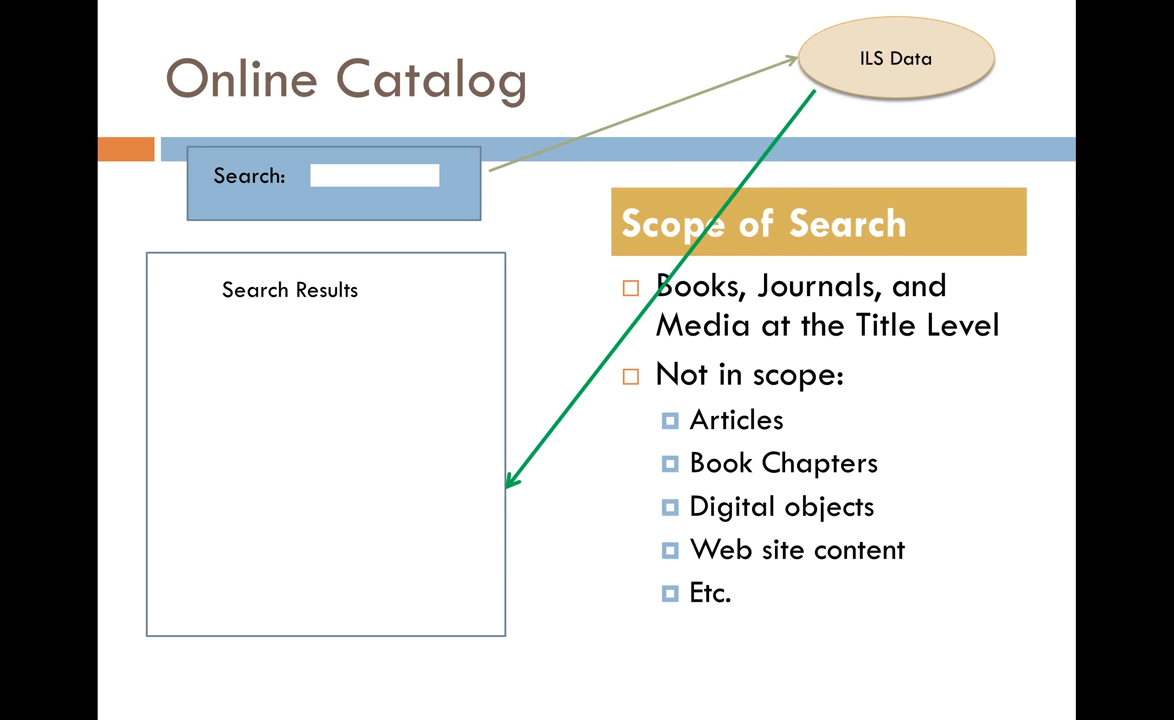 Online Catalog
ILS Data
Search:
Search Results
Scope of Search
Books, Journals, and
Media at the Title Level
Not in scope:
Articles
Book Chapters
Digital objects
Web site content
Etc.